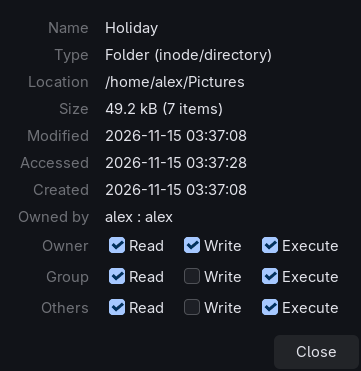 Name Holiday
Type Folder (inode/directory)
Location /home/alex/Pictures
Size 49.2 kB (7 items)
Modified 2026-11-15 03:37:08
Accessed 2026-11-15 03:37:28
Created 2026-11-15 03:37:08
Owned by alex : alex
Owner Read Write Execute
Group Read Write Execute
Others Read Write Execute
Close